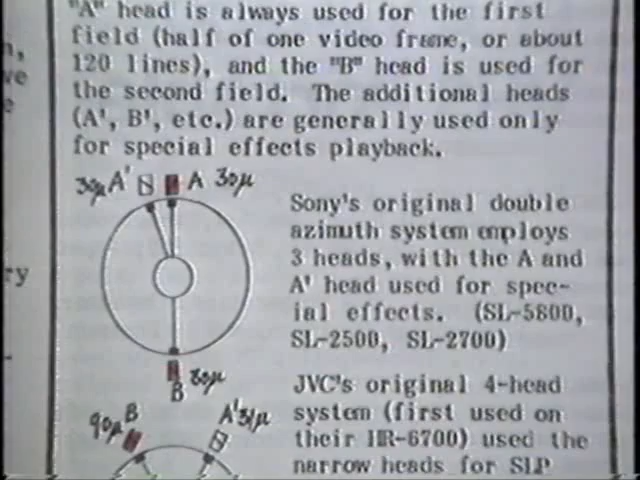 "A" head is always used for the first
field (half of one video frame, or about
120 lines), and the "B" head is used for
the second field. The additional heads
(A', B', etc.) are generally used only
for special effects playback.
30μ A' A 30μ
B 30μ
Sony's original double
azimuth system employs
3 heads, with the A and
A' head used for spec-
ial effects. (SL-5800,
SL-2500, SL-2700)
90μ B A' 31μ
JVC's original 4-head
system (first used on
their HR-6700) used the
narrow heads for SLP
ve
e
ry